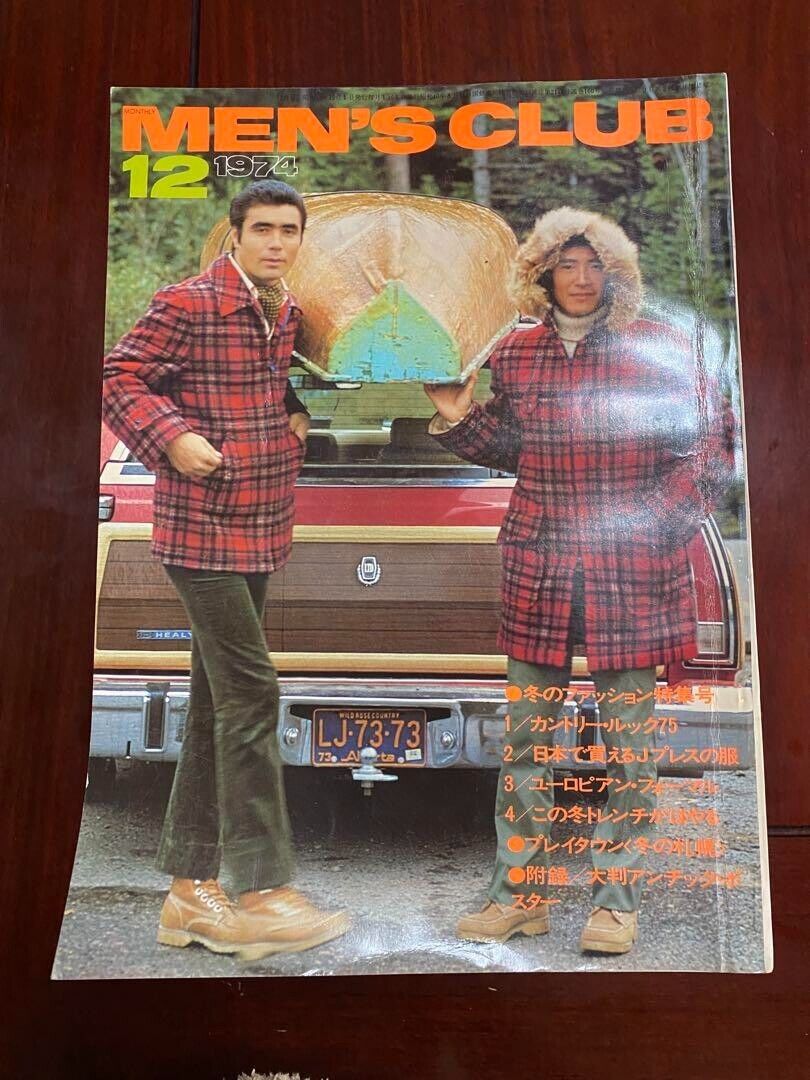 MONTHLY
MEN'S CLUB
12 1974
HEALY
WILD ROSE COUNTRY
LJ·73·73
73 Alberta
●冬のファッション特集号
1/カントリー・ルック75
2/日本で買えるJプレスの服
3/ユーロピアン・フォーマル
4/この冬トレンチがはやる
●プレイタウン〈冬の札幌〉
●附録/大判アンチック・ポ
スター